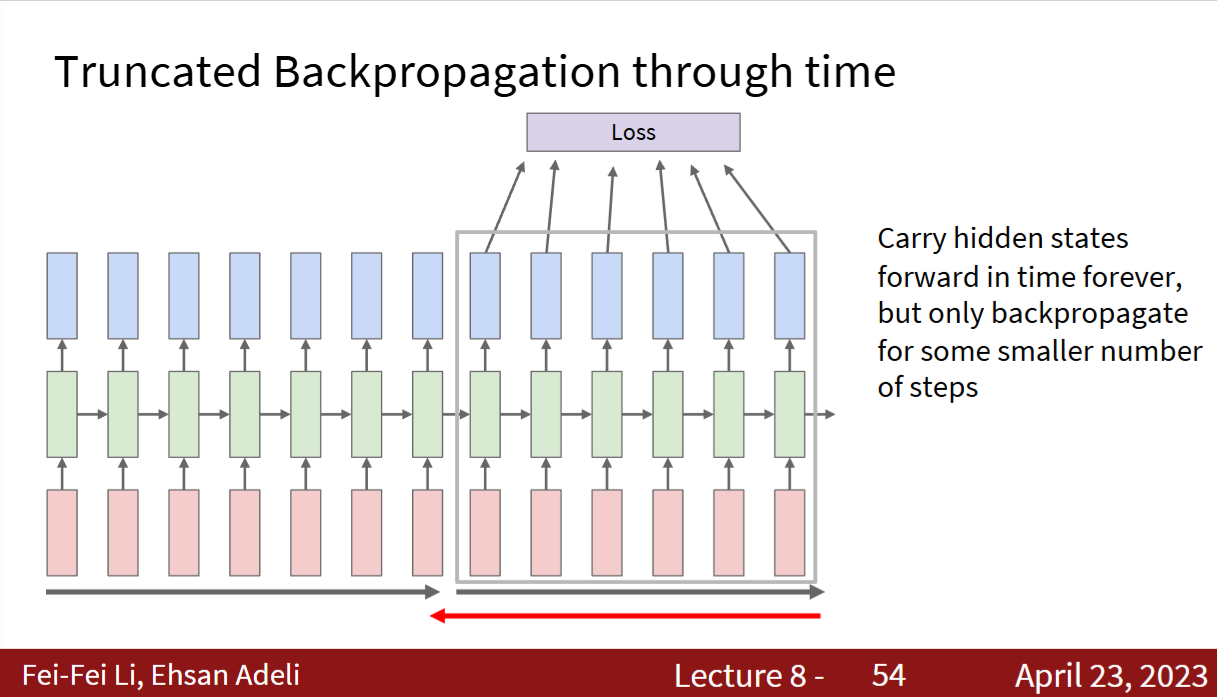 Truncated Backpropagation through time
Loss
Carry hidden states
forward in time forever,
but only backpropagate
for some smaller number
of steps
Fei-Fei Li, Ehsan Adeli
Lecture 8 -
54
April 23, 2023